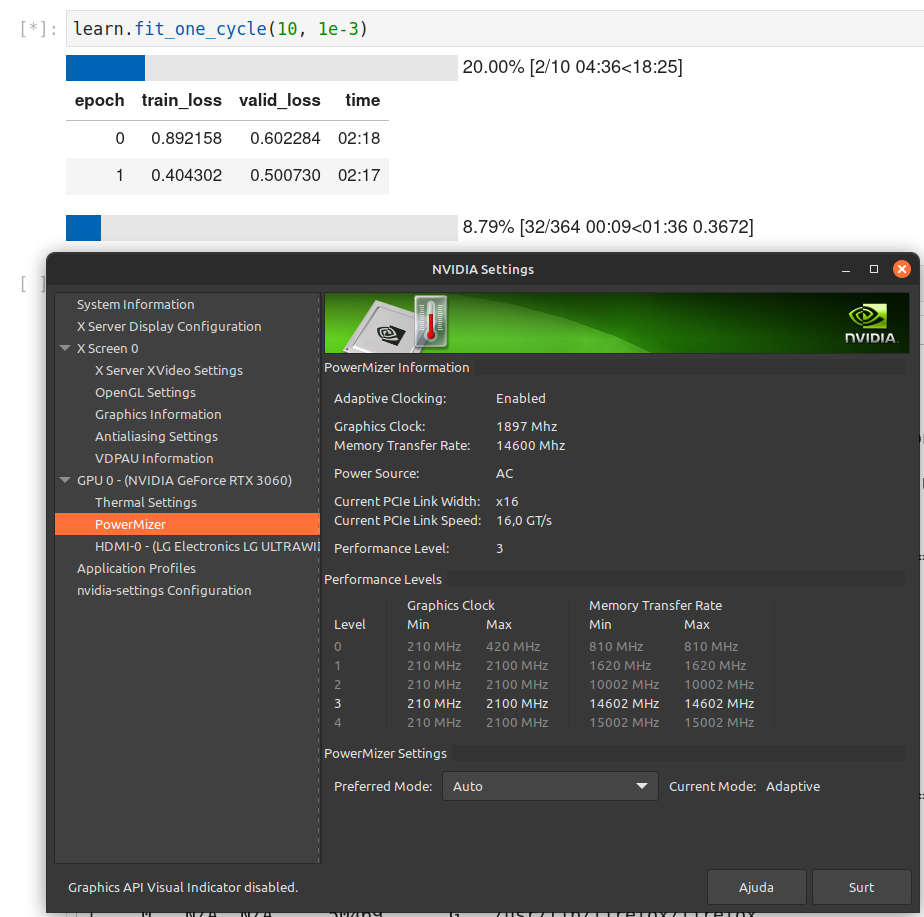 [*]: learn.fit_one_cycle(10, 1e-3)
20.00% [2/10 04:36<18:25]
epoch train_loss valid_loss time
0 0.892158 0.602284 02:18
1 0.404302 0.500730 02:17
8.79% [32/364 00:09<01:36 0.3672]
[ ]
NVIDIA Settings
System Information
X Server Display Configuration
X Screen 0
X Server XVideo Settings
OpenGL Settings
Graphics Information
Antialiasing Settings
VDPAU Information
GPU 0 - (NVIDIA GeForce RTX 3060)
Thermal Settings
PowerMizer
HDMI-0 - (LG Electronics LG ULTRAWI
Application Profiles
nvidia-settings Configuration
NVIDIA.
PowerMizer Information
Adaptive Clocking: Enabled
Graphics Clock: 1897 Mhz
Memory Transfer Rate: 14600 Mhz
Power Source: AC
Current PCIe Link Width: x16
Current PCIe Link Speed: 16,0 GT/s
Performance Level: 3
Performance Levels
Graphics Clock Memory Transfer Rate
Level Min Max Min Max
0 210 MHz 420 MHz 810 MHz 810 MHz
1 210 MHz 2100 MHz 1620 MHz 1620 MHz
2 210 MHz 2100 MHz 10002 MHz 10002 MHz
3 210 MHz 2100 MHz 14602 MHz 14602 MHz
4 210 MHz 2100 MHz 15002 MHz 15002 MHz
PowerMizer Settings
Preferred Mode: Auto Current Mode: Adaptive
Graphics API Visual Indicator disabled.
Ajuda Surt